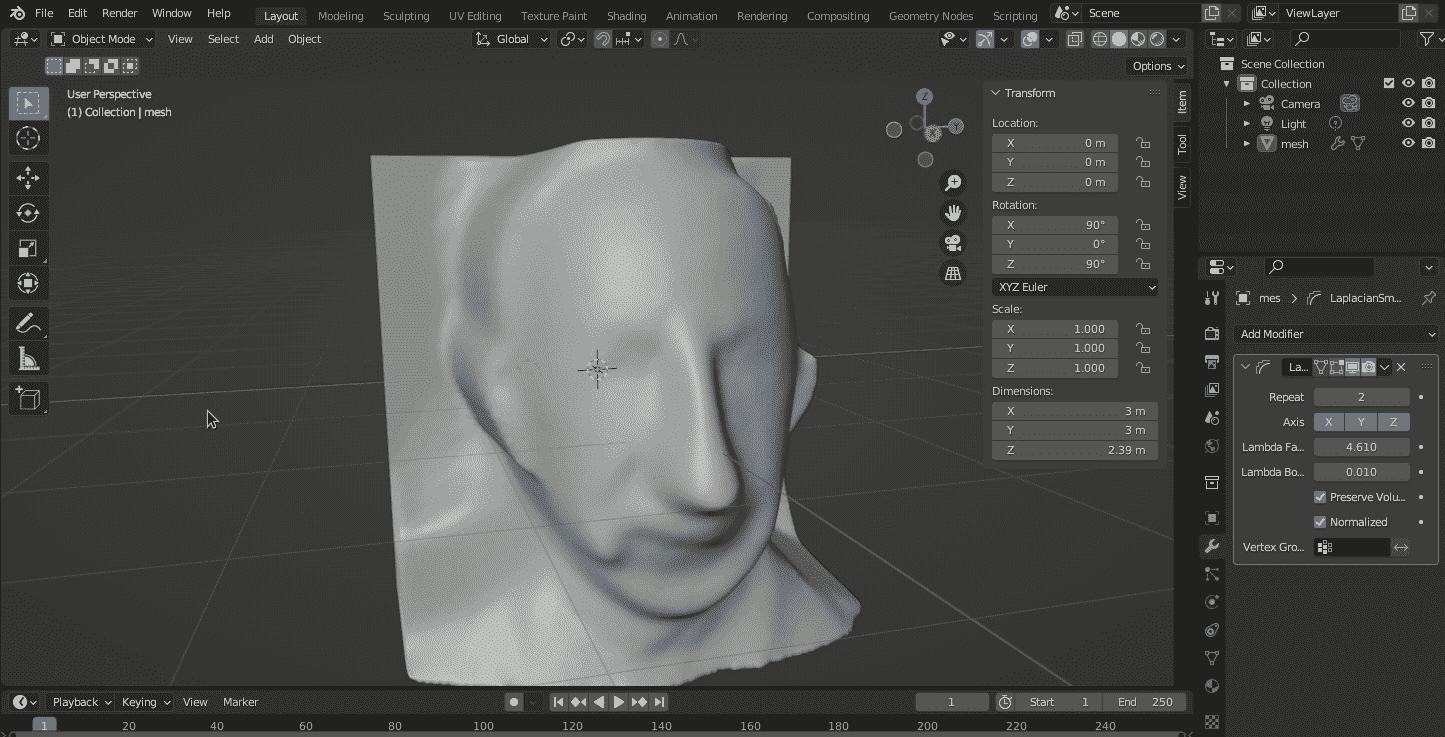 File Edit Render Window Help Layout Modeling Sculpting UV Editing Texture Paint Shading Animation Rendering Compositing Geometry Nodes Scripting Scene ViewLayer
Object Mode View Select Add Object Global
Options
User Perspective
(1) Collection | mesh
Z
Y
X
Transform
Location:
X 0 m
Y 0 m
Z 0 m
Rotation:
X 90°
Y 0°
Z 90°
XYZ Euler
Scale:
X 1.000
Y 1.000
Z 1.000
Dimensions:
X 3 m
Y 3 m
Z 2.39 m
Item
Tool
View
Scene Collection
Collection
Camera
Light
mesh
mes > LaplacianSm...
Add Modifier
La...
Repeat 2
Axis X Y Z
Lambda Fa... 4.610
Lambda Bo... 0.010
Preserve Volu...
Normalized
Vertex Gro...
Playback Keying View Marker 1 Start 1 End 250
1 20 40 60 80 100 120 140 160 180 200 220 240